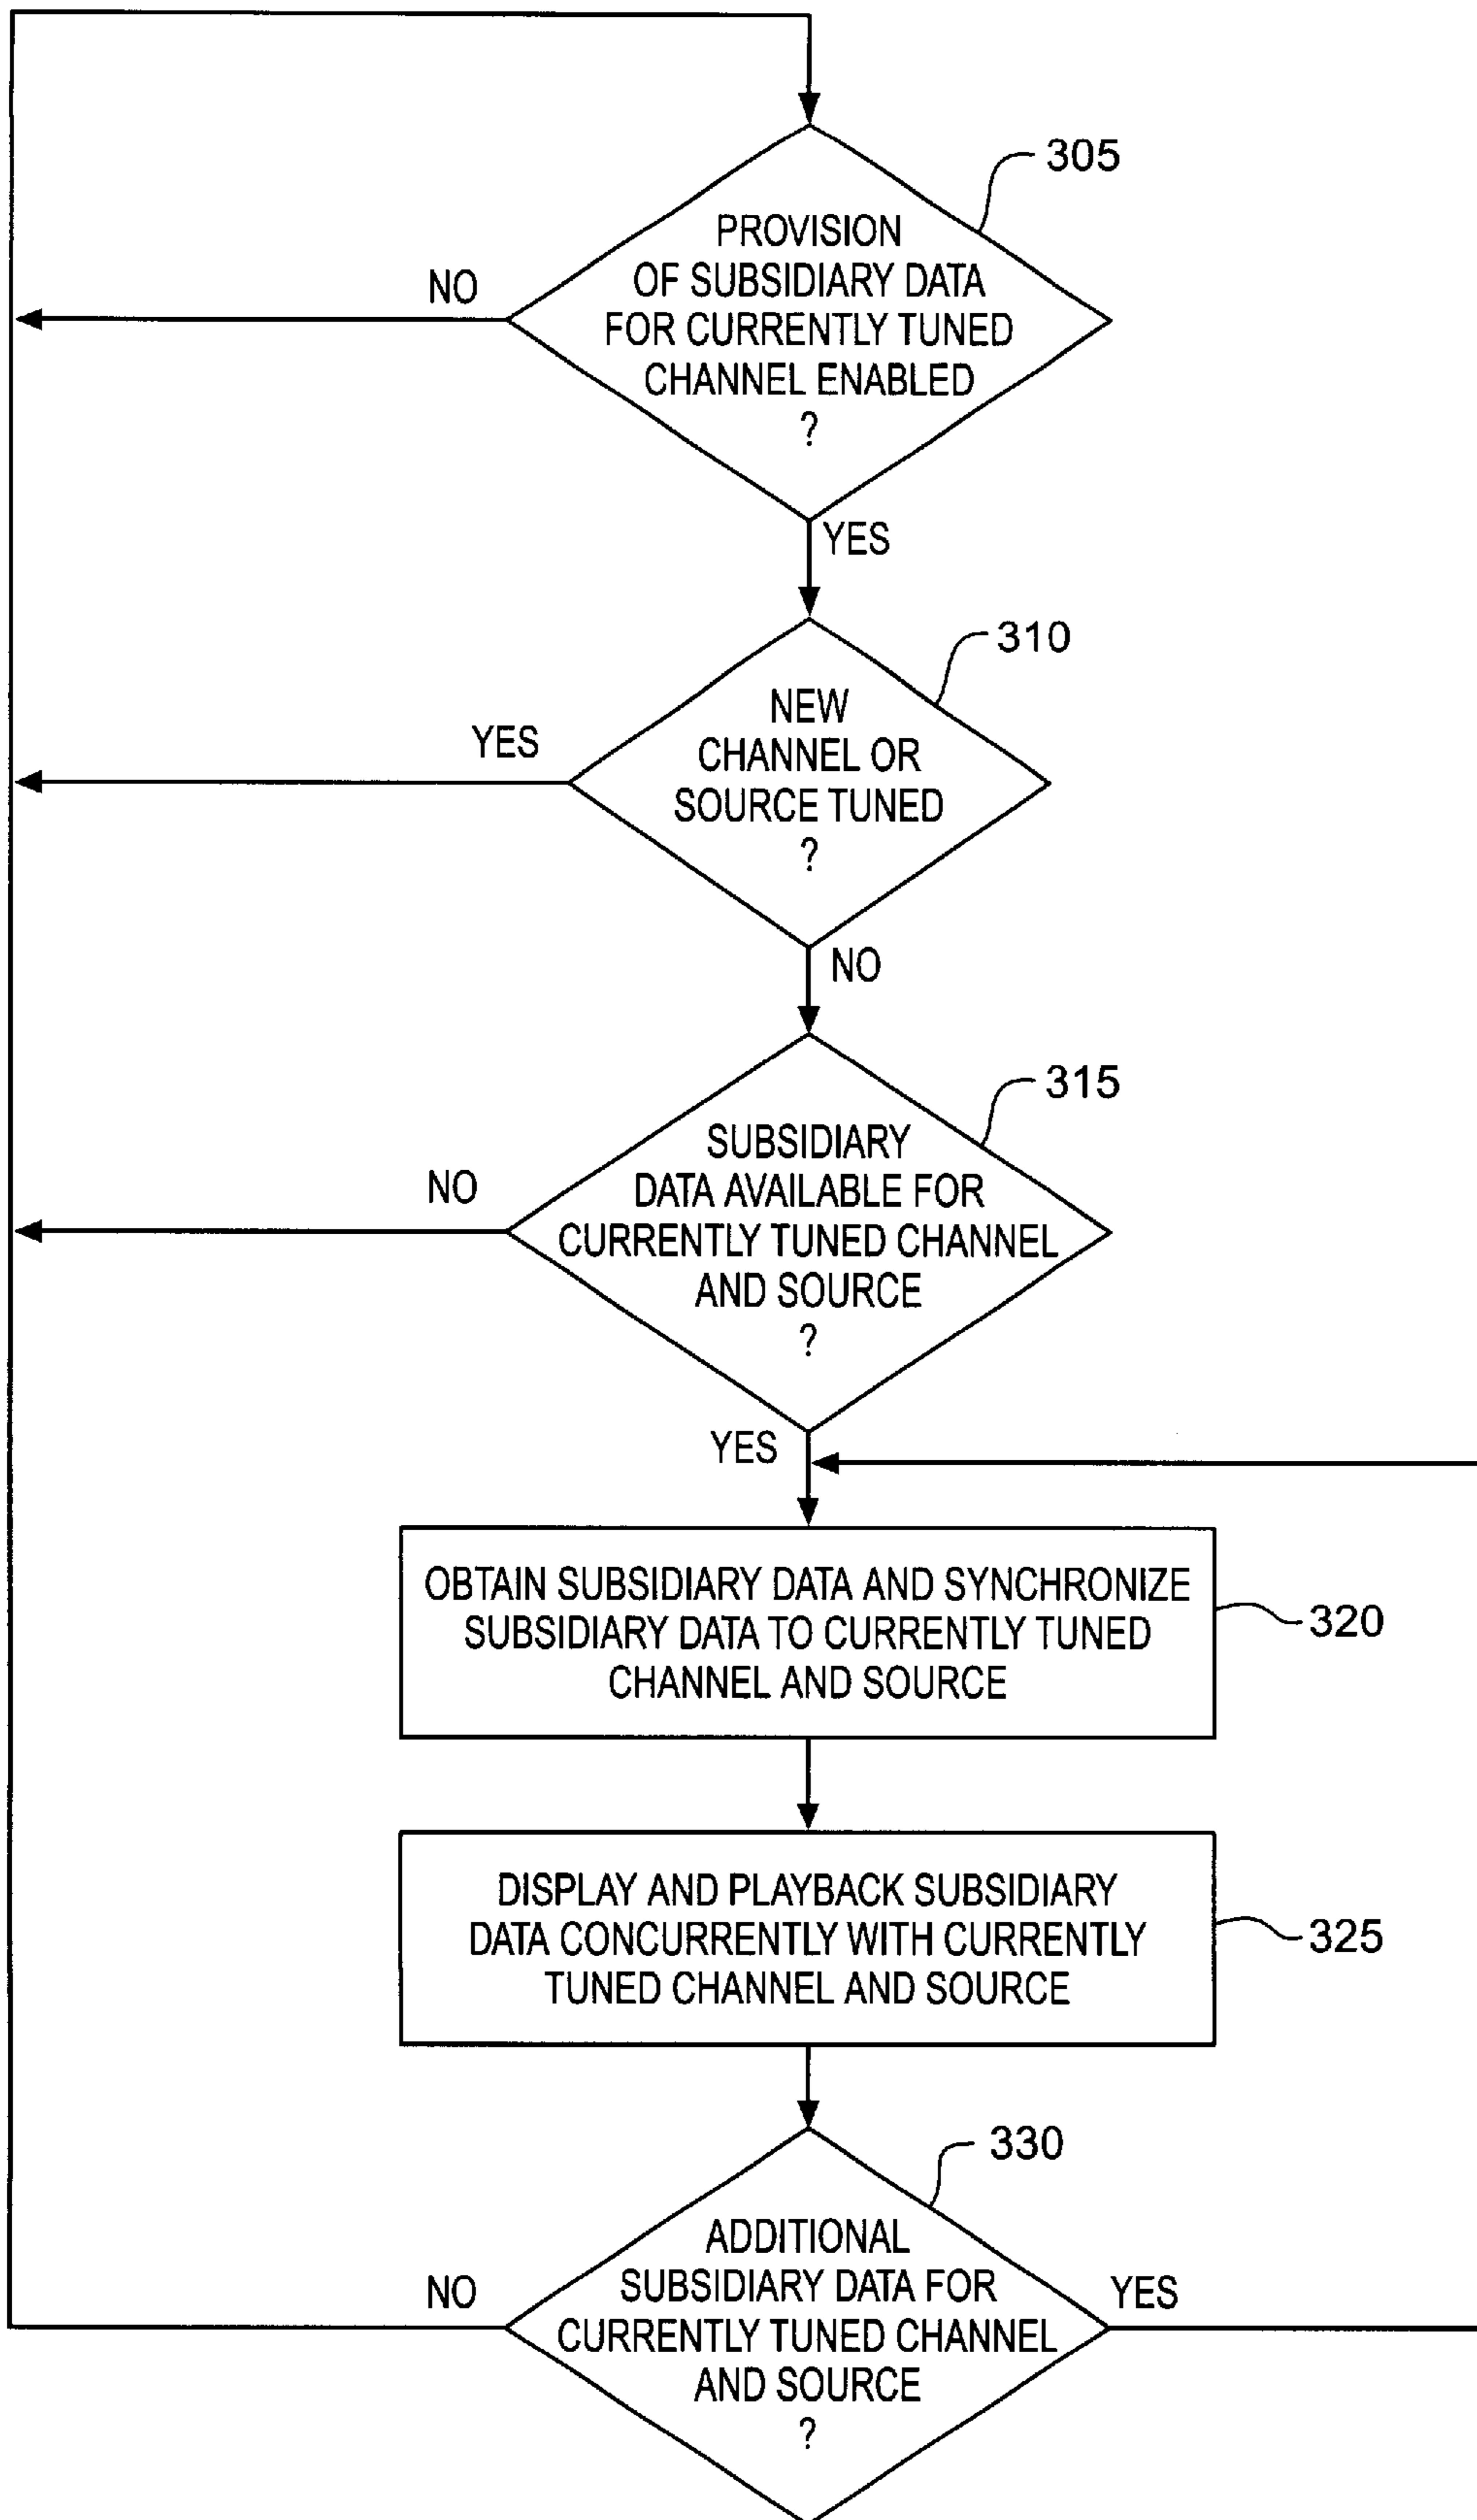 305
PROVISION
OF SUBSIDIARY DATA
FOR CURRENTLY TUNED
CHANNEL ENABLED
?
NO
YES
310
NEW
CHANNEL OR
SOURCE TUNED
?
YES
NO
315
SUBSIDIARY
DATA AVAILABLE FOR
CURRENTLY TUNED CHANNEL
AND SOURCE
?
NO
YES
OBTAIN SUBSIDIARY DATA AND SYNCHRONIZE
SUBSIDIARY DATA TO CURRENTLY TUNED
CHANNEL AND SOURCE
320
DISPLAY AND PLAYBACK SUBSIDIARY
DATA CONCURRENTLY WITH CURRENTLY
TUNED CHANNEL AND SOURCE
325
330
ADDITIONAL
SUBSIDIARY DATA FOR
CURRENTLY TUNED CHANNEL
AND SOURCE
?
NO
YES